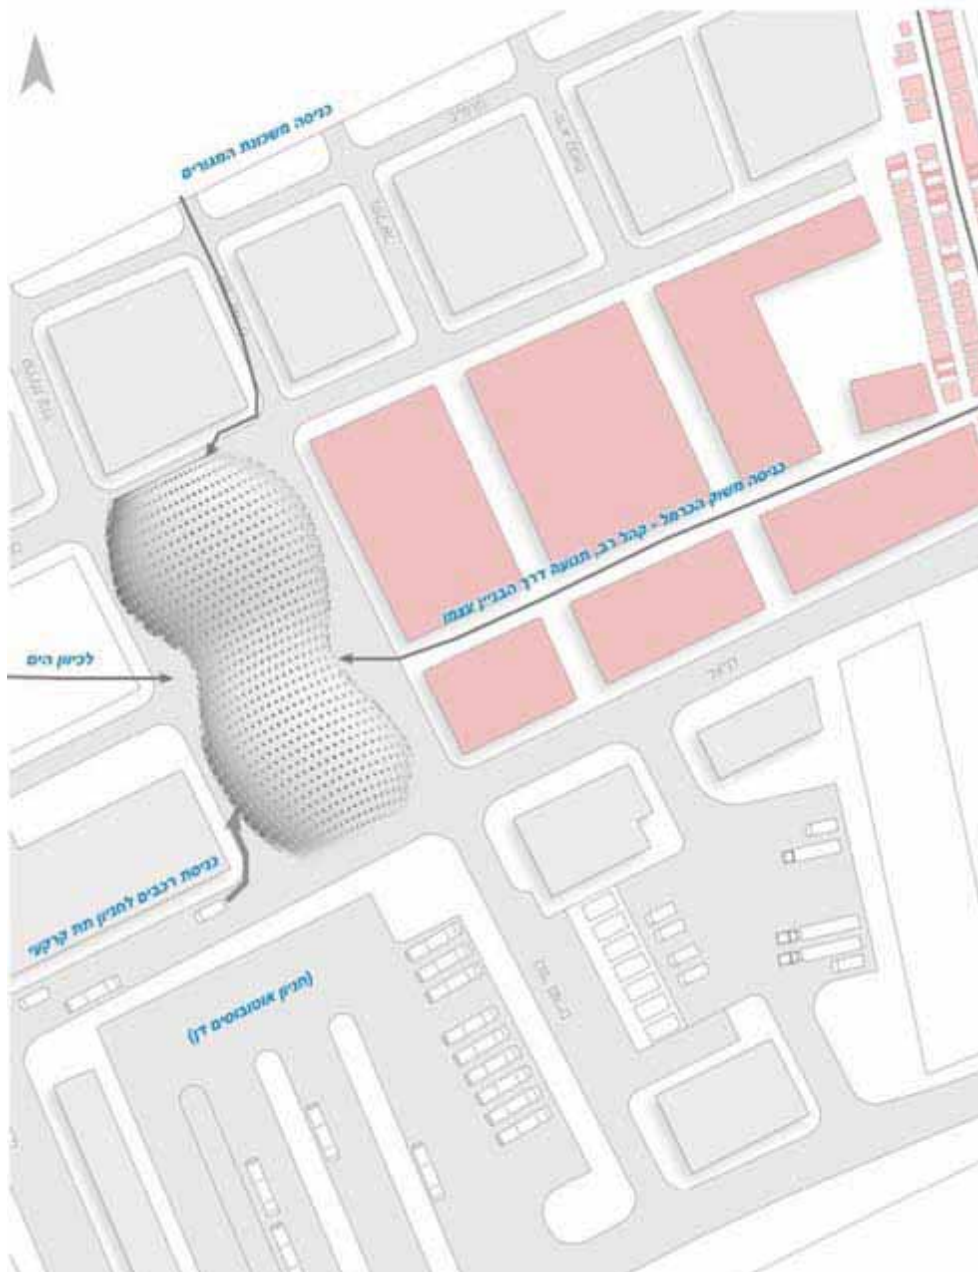 כניסה משכונת המגורים
כניסה משוק הכרמל - קהל רב, תנועה דרך הבניין עצמו
לכיוון הים
כניסת רכבים לחניון תת קרקעי
(חניון אוטובוסים דן)